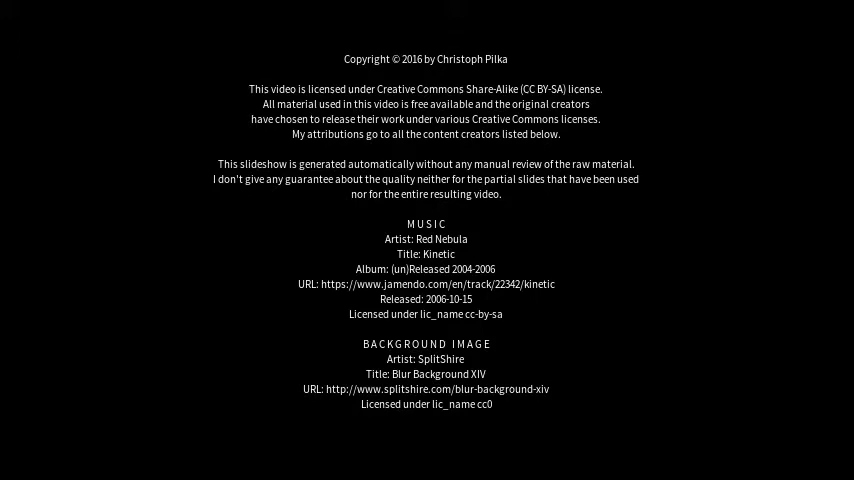 Copyright © 2016 by Christoph Pilka
This video is licensed under Creative Commons Share-Alike (CC BY-SA) license.
All material used in this video is free available and the original creators
have chosen to release their work under various Creative Commons licenses.
My attributions go to all the content creators listed below.
This slideshow is generated automatically without any manual review of the raw material.
I don't give any guarantee about the quality neither for the partial slides that have been used
nor for the entire resulting video.
MUSIC
Artist: Red Nebula
Title: Kinetic
Album: (un)Released 2004-2006
URL: https://www.jamendo.com/en/track/22342/kinetic
Released: 2006-10-15
Licensed under lic_name cc-by-sa
BACKGROUND IMAGE
Artist: SplitShire
Title: Blur Background XIV
URL: http://www.splitshire.com/blur-background-xiv
Licensed under lic_name cc0